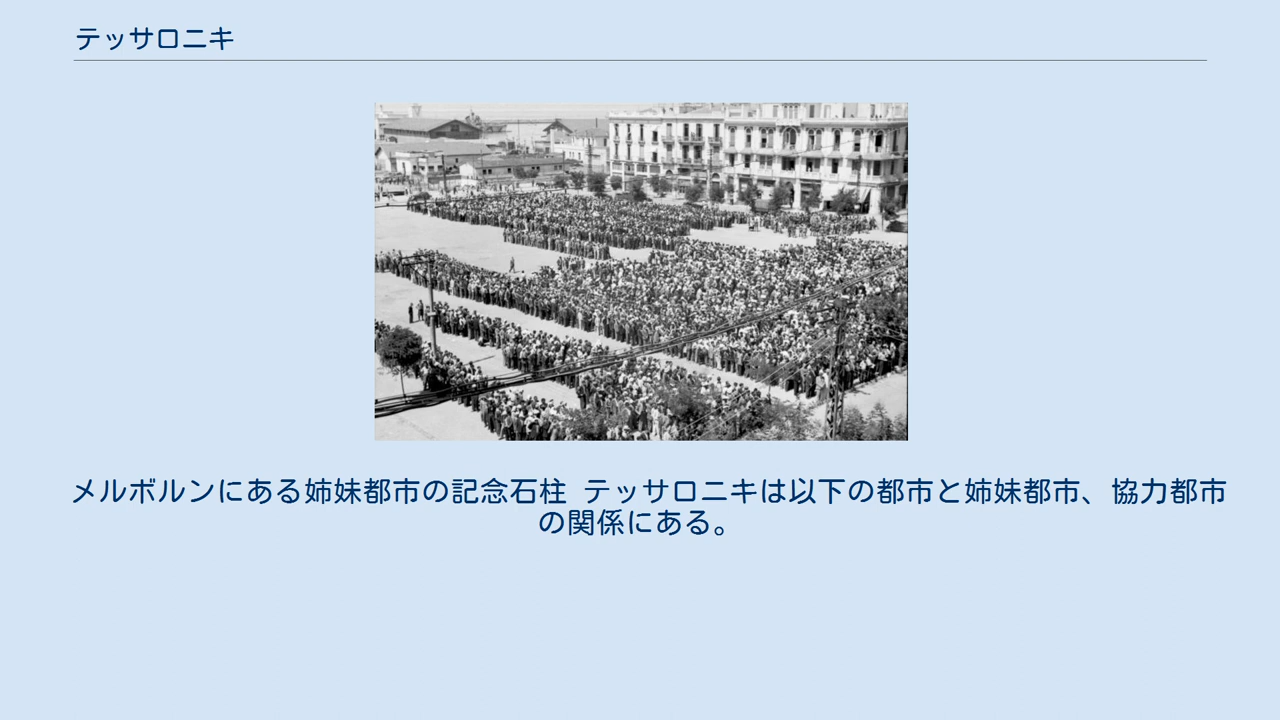 テッサロニキ
メルボルンにある姉妹都市の記念石柱 テッサロニキは以下の都市と姉妹都市、協力都市
の関係にある。